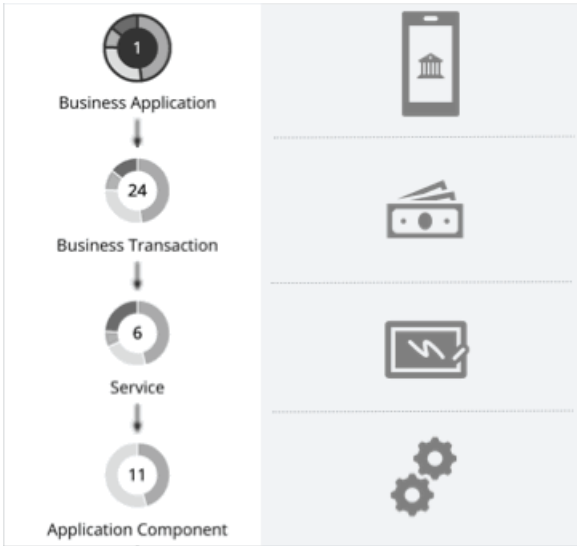 1
Business Application
24
Business Transaction
6
Service
11
Application Component